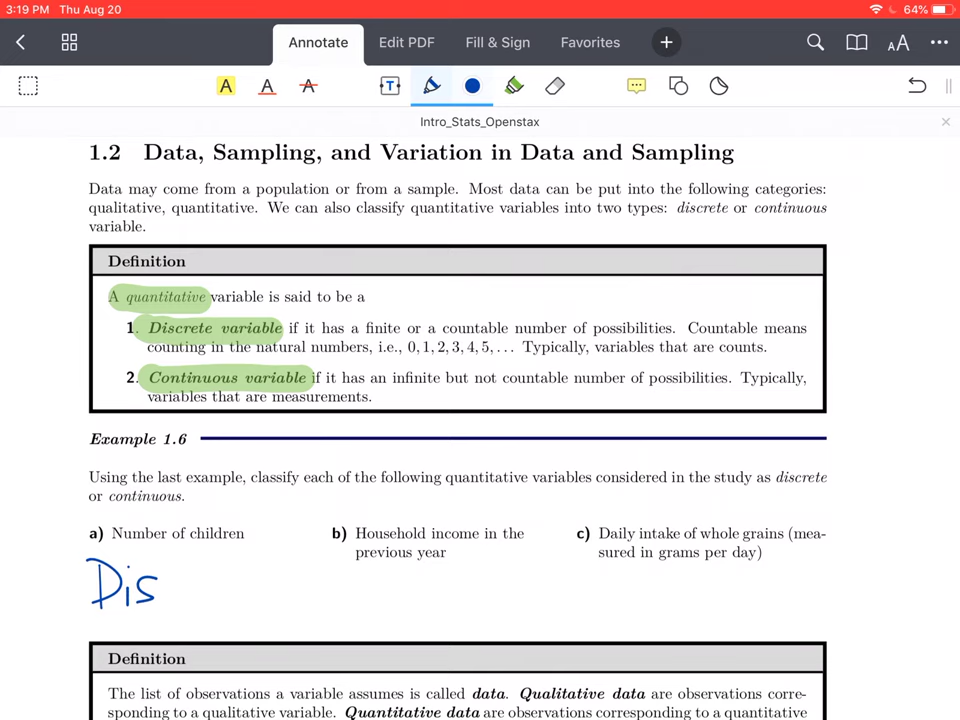 3:19 PM Thu Aug 20 64%
Annotate Edit PDF Fill & Sign Favorites
AA
A A A T
Intro_Stats_Openstax
1.2 Data, Sampling, and Variation in Data and Sampling
Data may come from a population or from a sample. Most data can be put into the following categories:
qualitative, quantitative. We can also classify quantitative variables into two types: discrete or continuous
variable.
Definition
A quantitative variable is said to be a
1. Discrete variable if it has a finite or a countable number of possibilities. Countable means
counting in the natural numbers, i.e., 0, 1, 2, 3, 4, 5, . . . Typically, variables that are counts.
2. Continuous variable if it has an infinite but not countable number of possibilities. Typically,
variables that are measurements.
Example 1.6
Using the last example, classify each of the following quantitative variables considered in the study as discrete
or continuous.
a) Number of children
b) Household income in the
previous year
c) Daily intake of whole grains (mea-
sured in grams per day)
Dis
Definition
The list of observations a variable assumes is called data. Qualitative data are observations corre-
sponding to a qualitative variable. Quantitative data are observations corresponding to a quantitative